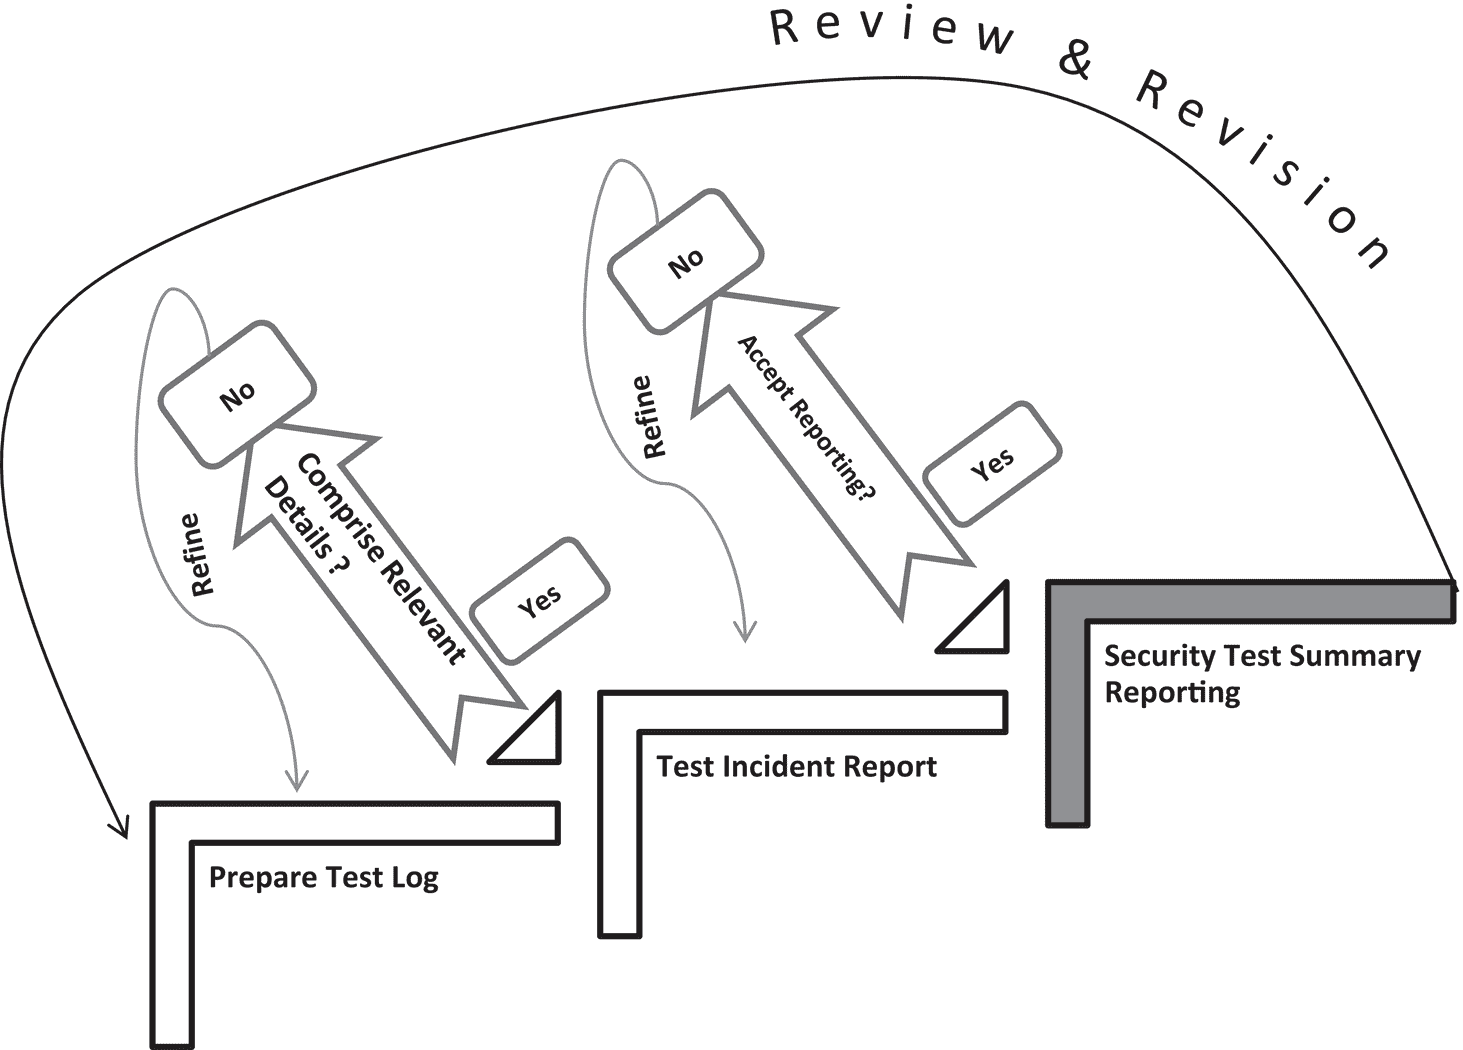 Review & Revision
No
Accept Reporting?
Refine
Yes
No
Comprise Relevant
Details ?
Refine
Yes
Security Test Summary
Reporting
Test Incident Report
Prepare Test Log